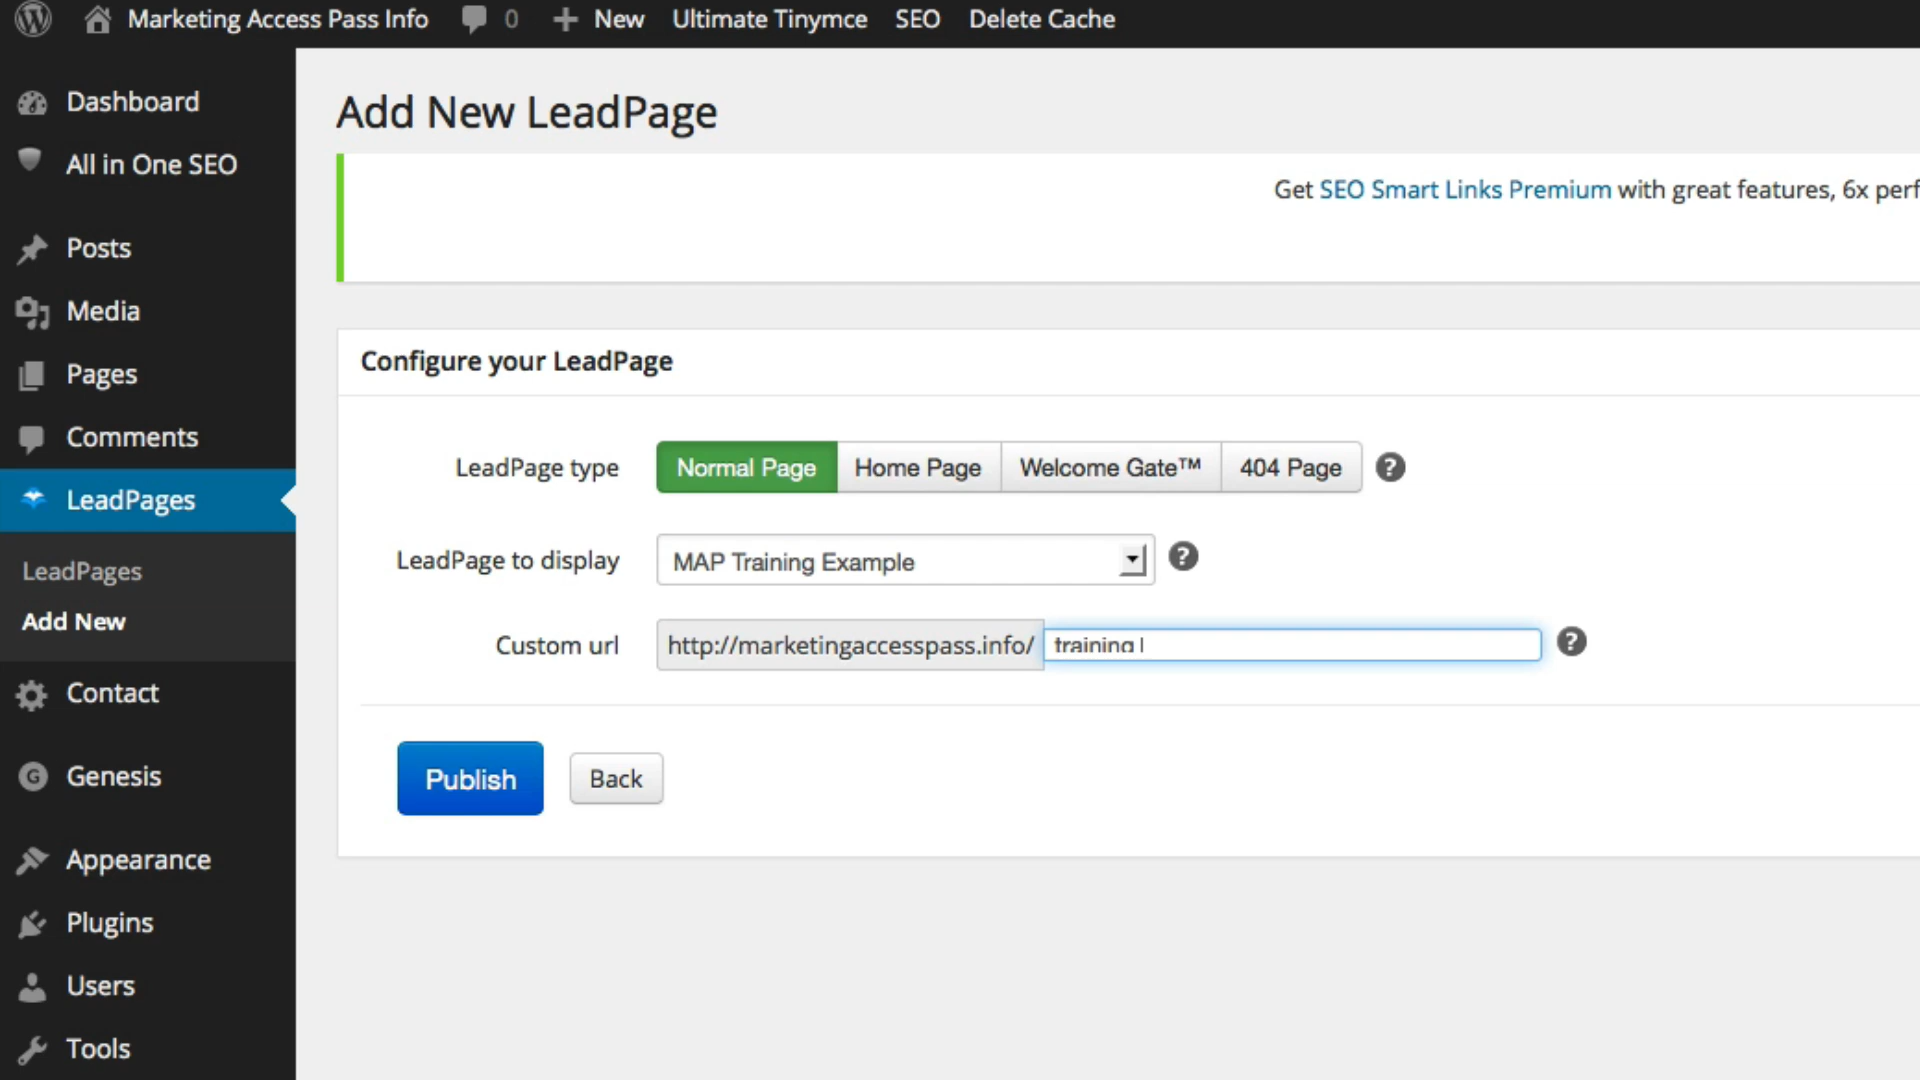 Marketing Access Pass Info 0 New Ultimate Tinymce SEO Delete Cache
Dashboard
All in One SEO
Posts
Media
Pages
Comments
LeadPages
LeadPages
Add New
Contact
Genesis
Appearance
Plugins
Users
Tools
Add New LeadPage
Get SEO Smart Links Premium with great features, 6x perf
Configure your LeadPage
LeadPage type Normal Page Home Page Welcome Gate™ 404 Page ?
LeadPage to display MAP Training Example ?
Custom url http://marketingaccesspass.info/ training ?
Publish Back